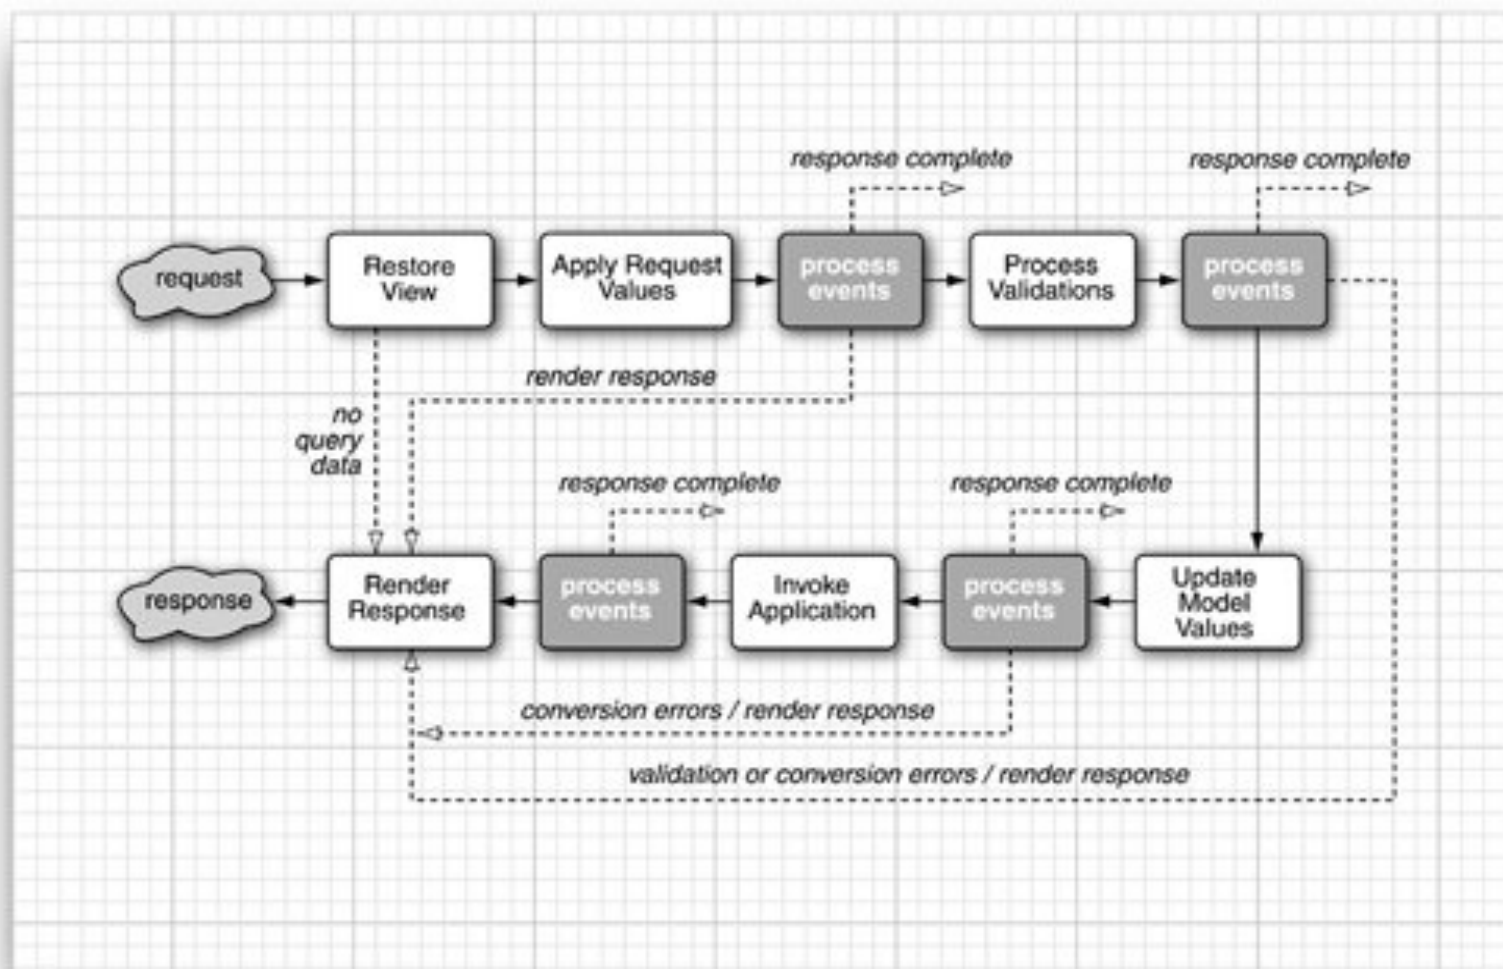 response complete
response complete
request
Restore
View
Apply Request
Values
process
events
Process
Validations
process
events
render response
no
query
data
response complete
response complete
response
Render
Response
process
events
Invoke
Application
process
events
Update
Model
Values
conversion errors / render response
validation or conversion errors / render response